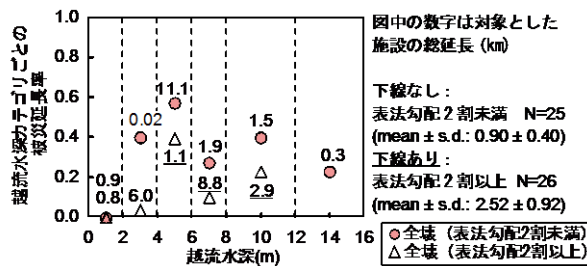 越流水深カテゴリごとの
被災延長率
1.0
0.8
0.6
0.4
0.2
0.0
0.9
0.8
0.02
6.0
11.1
1.1
1.9
8.8
1.5
2.9
0.3
0 2 4 6 8 10 12 14 16
越流水深(m)
図中の数字は対象とした
施設の総延長 (km)
下線なし：
表法勾配2割未満 N=25
(mean ± s.d.: 0.90 ± 0.40)
下線あり：
表法勾配2割以上 N=26
(mean ± s.d.: 2.52 ± 0.92)
全壊（表法勾配2割未満）
全壊（表法勾配2割以上）